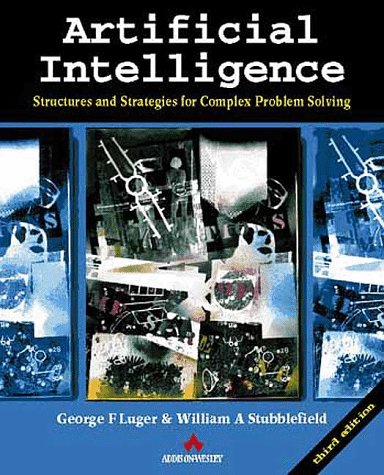 Artificial
Intelligence
Structures and Strategies for Complex Problem Solving
George F Luger & William A Stubblefield
third edition
ADDISON-WESLEY